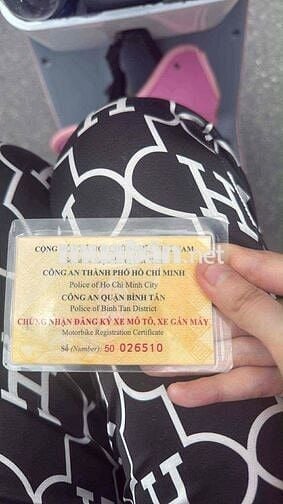 CỘNG
NAM
CÔNG AN THÀNH PHỐ HỒ CHÍ MINH
Police of Ho Chi Minh City
CÔNG AN QUẬN BÌNH TÂN
Police of Binh Tan District
CHỨNG NHẬN ĐĂNG KÝ XE MÔ TÔ, XE GẮN MÁY
Motorbike Registration Certificate
Số (Number): 50 026510